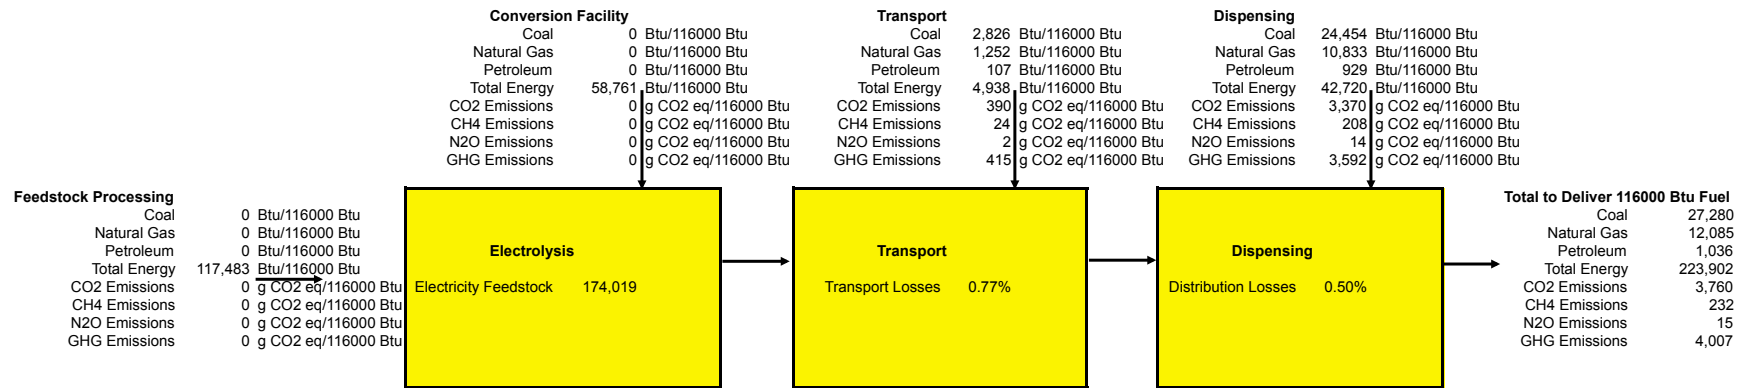 Conversion Facility
Coal 0 Btu/116000 Btu
Natural Gas 0 Btu/116000 Btu
Petroleum 0 Btu/116000 Btu
Total Energy 58,761 Btu/116000 Btu
CO2 Emissions 0 g CO2 eq/116000 Btu
CH4 Emissions 0 g CO2 eq/116000 Btu
N2O Emissions 0 g CO2 eq/116000 Btu
GHG Emissions 0 g CO2 eq/116000 Btu
Transport
Coal 2,826 Btu/116000 Btu
Natural Gas 1,252 Btu/116000 Btu
Petroleum 107 Btu/116000 Btu
Total Energy 4,938 Btu/116000 Btu
CO2 Emissions 390 g CO2 eq/116000 Btu
CH4 Emissions 24 g CO2 eq/116000 Btu
N2O Emissions 2 g CO2 eq/116000 Btu
GHG Emissions 415 g CO2 eq/116000 Btu
Dispensing
Coal 24,454 Btu/116000 Btu
Natural Gas 10,833 Btu/116000 Btu
Petroleum 929 Btu/116000 Btu
Total Energy 42,720 Btu/116000 Btu
CO2 Emissions 3,370 g CO2 eq/116000 Btu
CH4 Emissions 208 g CO2 eq/116000 Btu
N2O Emissions 14 g CO2 eq/116000 Btu
GHG Emissions 3,592 g CO2 eq/116000 Btu
Feedstock Processing
Coal 0 Btu/116000 Btu
Natural Gas 0 Btu/116000 Btu
Petroleum 0 Btu/116000 Btu
Total Energy 117,483 Btu/116000 Btu
CO2 Emissions 0 g CO2 eq/116000 Btu
CH4 Emissions 0 g CO2 eq/116000 Btu
N2O Emissions 0 g CO2 eq/116000 Btu
GHG Emissions 0 g CO2 eq/116000 Btu
Electrolysis
Electricity Feedstock 174,019
Transport
Transport Losses 0.77%
Dispensing
Distribution Losses 0.50%
Total to Deliver 116000 Btu Fuel
Coal 27,280
Natural Gas 12,085
Petroleum 1,036
Total Energy 223,902
CO2 Emissions 3,760
CH4 Emissions 232
N2O Emissions 15
GHG Emissions 4,007